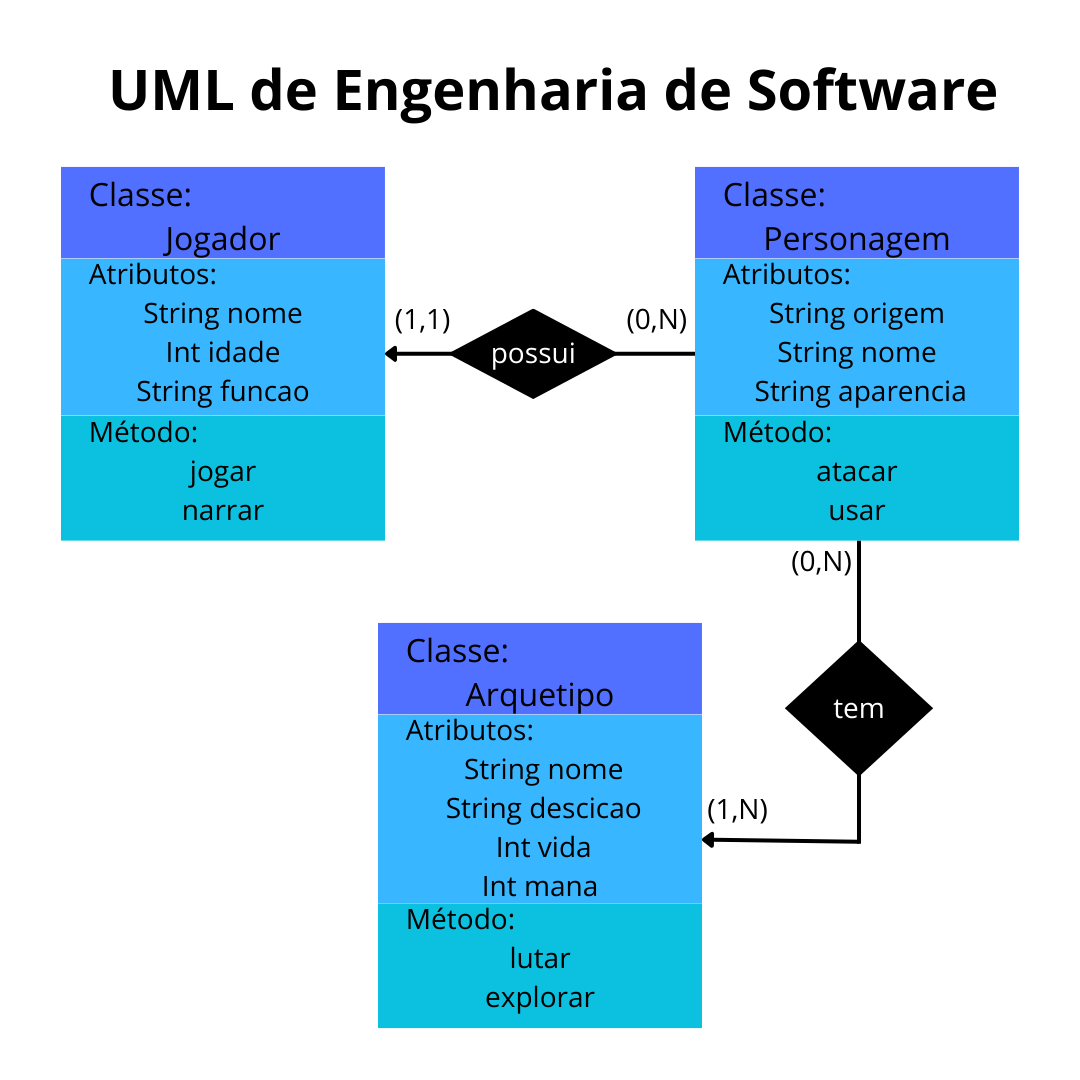 UML de Engenharia de Software
Classe:
Jogador
Atributos:
String nome
Int idade
String funcao
Método:
jogar
narrar
(1,1)
possui
(0,N)
Classe:
Personagem
Atributos:
String origem
String nome
String aparencia
Método:
atacar
usar
(0,N)
tem
(1,N)
Classe:
Arquetipo
Atributos:
String nome
String descicao
Int vida
Int mana
Método:
lutar
explorar